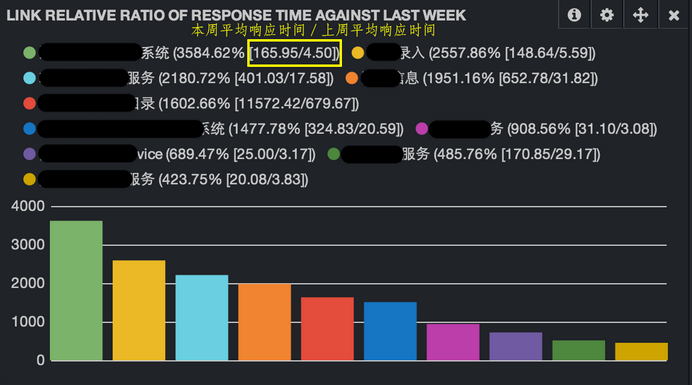 LINK RELATIVE RATIO OF RESPONSE TIME AGAINST LAST WEEK
本周平均响应时间 / 上周平均响应时间
系统 (3584.62% [165.95/4.50]) 录入 (2557.86% [148.64/5.59])
服务 (2180.72% [401.03/17.58]) 信息 (1951.16% [652.78/31.82])
目录 (1602.66% [11572.42/679.67])
系统 (1477.78% [324.83/20.59]) 务 (908.56% [31.10/3.08])
vice (689.47% [25.00/3.17]) 服务 (485.76% [170.85/29.17])
服务 (423.75% [20.08/3.83])
4000
3000
2000
1000
0